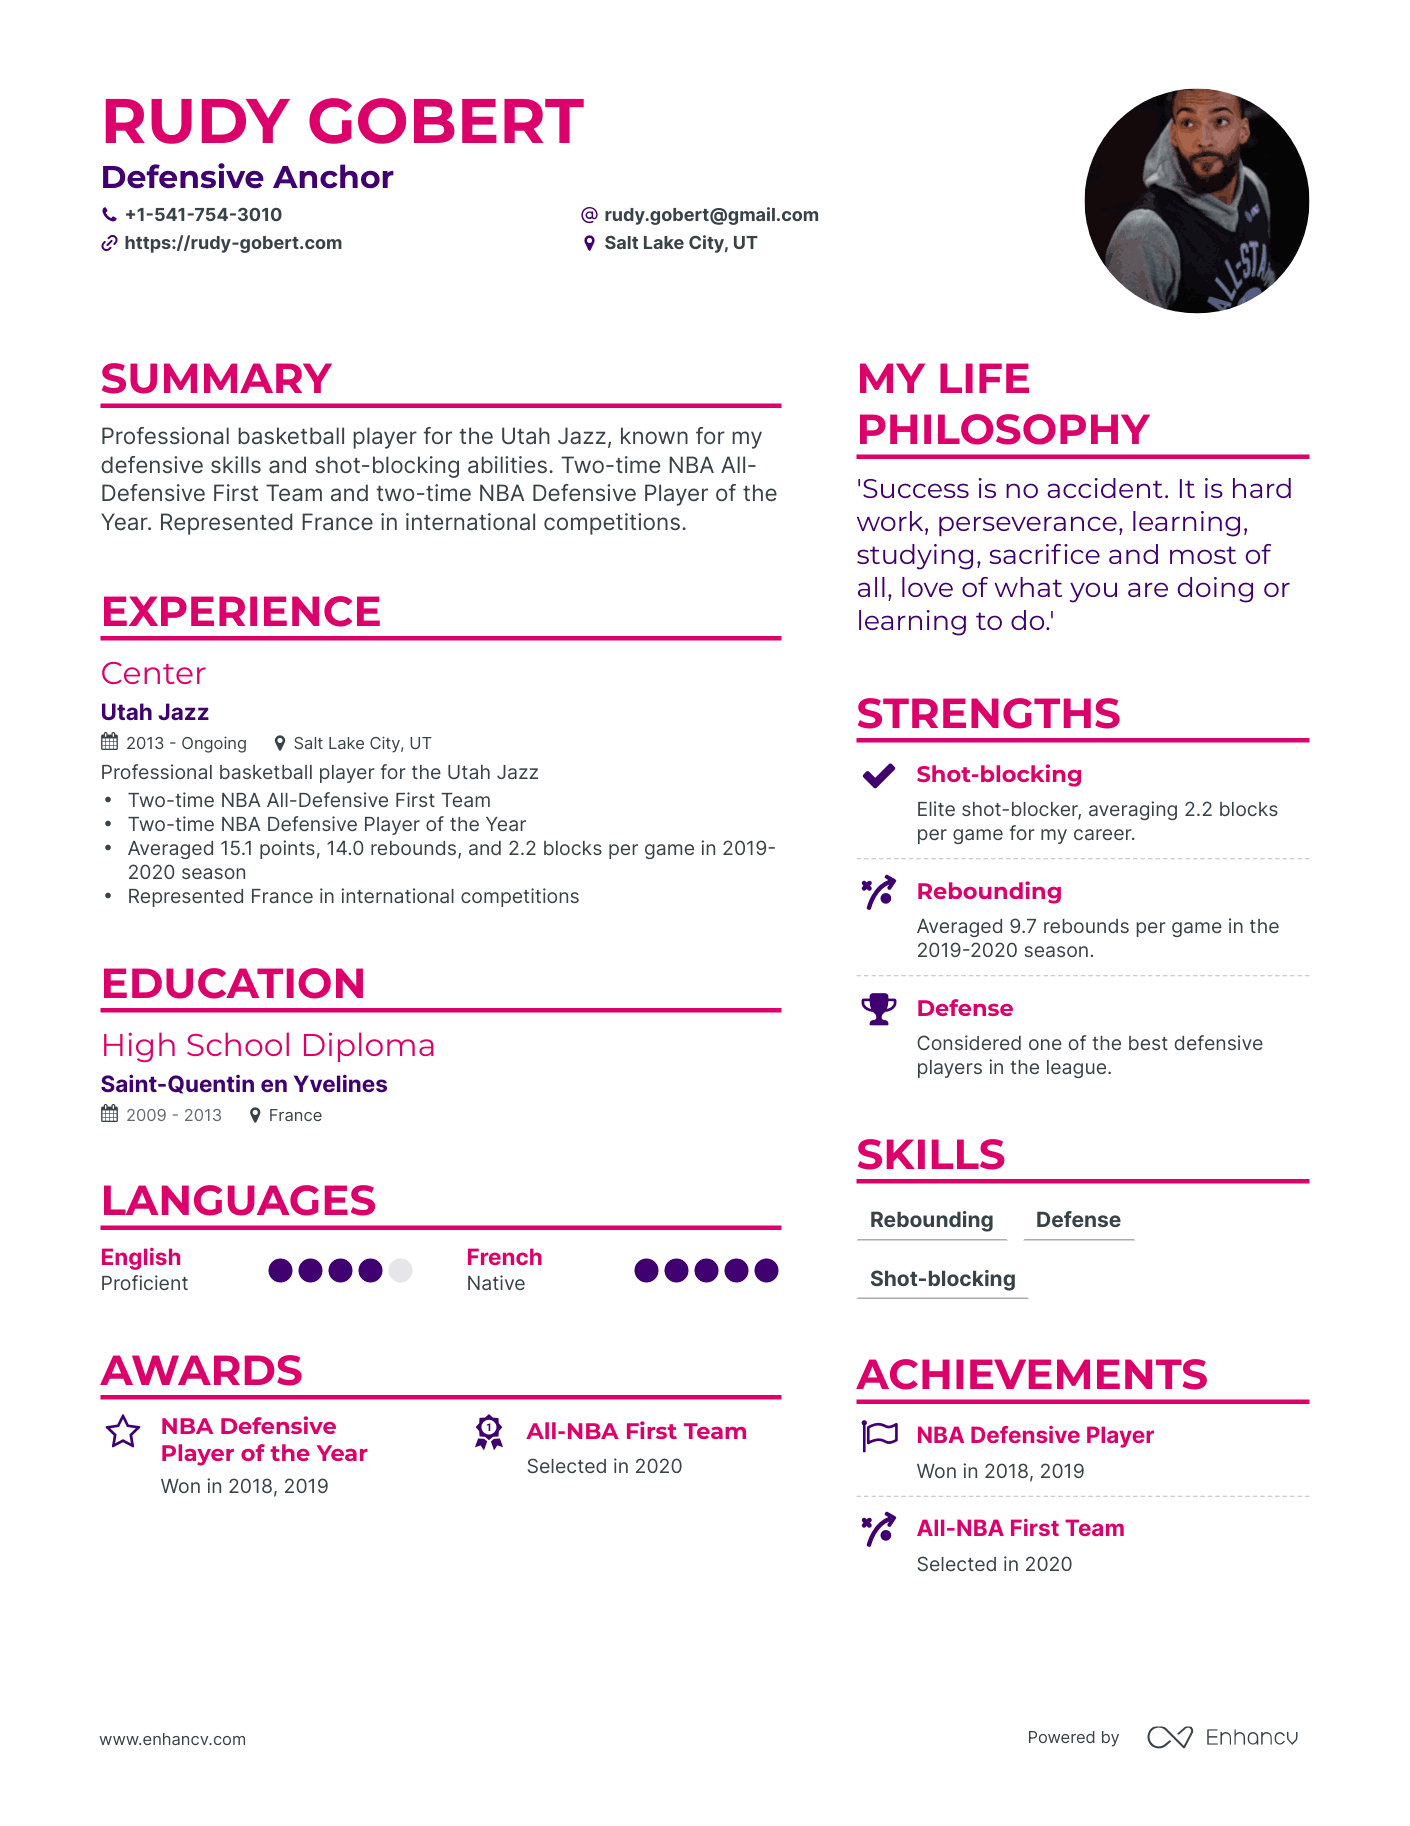 RUDY GOBERT
Defensive Anchor
+1-541-754-3010
rudy.gobert@gmail.com
https://rudy-gobert.com
Salt Lake City, UT
ALL-STA
SUMMARY
Professional basketball player for the Utah Jazz, known for my
defensive skills and shot-blocking abilities. Two-time NBA All-
Defensive First Team and two-time NBA Defensive Player of the
Year. Represented France in international competitions.
EXPERIENCE
Center
Utah Jazz
2013 - Ongoing Salt Lake City, UT
Professional basketball player for the Utah Jazz
• Two-time NBA All-Defensive First Team
• Two-time NBA Defensive Player of the Year
• Averaged 15.1 points, 14.0 rebounds, and 2.2 blocks per game in 2019-
2020 season
• Represented France in international competitions
EDUCATION
High School Diploma
Saint-Quentin en Yvelines
2009 - 2013 France
LANGUAGES
English
Proficient
French
Native
AWARDS
NBA Defensive
Player of the Year
Won in 2018, 2019
1
All-NBA First Team
Selected in 2020
MY LIFE
PHILOSOPHY
'Success is no accident. It is hard
work, perseverance, learning,
studying, sacrifice and most of
all, love of what you are doing or
learning to do.'
STRENGTHS
Shot-blocking
Elite shot-blocker, averaging 2.2 blocks
per game for my career.
Rebounding
Averaged 9.7 rebounds per game in the
2019-2020 season.
Defense
Considered one of the best defensive
players in the league.
SKILLS
Rebounding Defense
Shot-blocking
ACHIEVEMENTS
NBA Defensive Player
Won in 2018, 2019
All-NBA First Team
Selected in 2020
www.enhancv.com
Powered by Enhancv